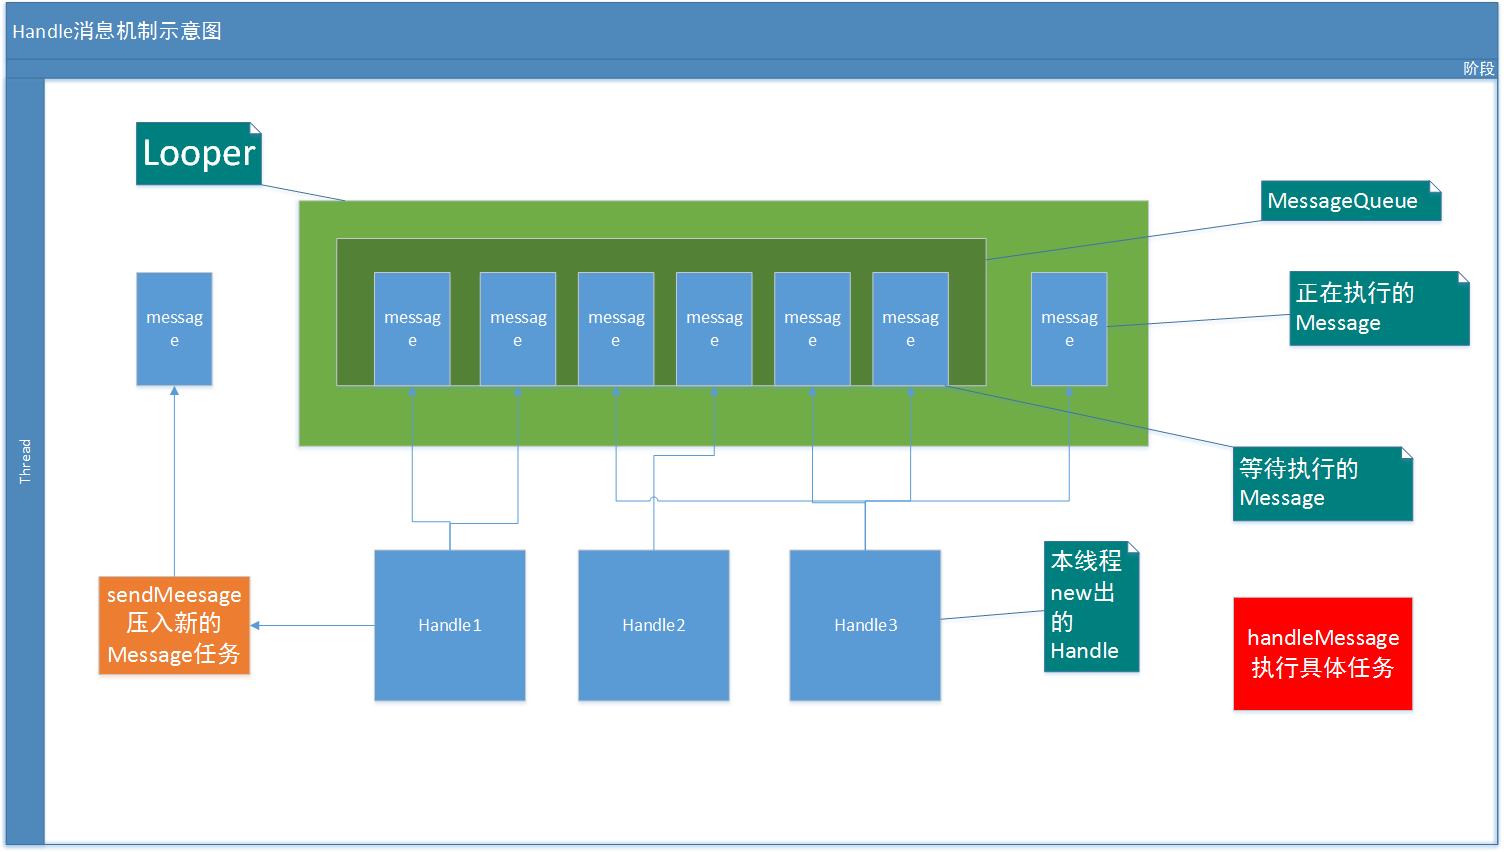 Handle消息机制示意图
阶段
Thread
Looper
MessageQueue
messag
e
messag
e
messag
e
messag
e
messag
e
messag
e
messag
e
messag
e
正在执行的
Message
等待执行的
Message
sendMeesage
压入新的
Message任务
Handle1
Handle2
Handle3
本线程
new出
的
Handle
handleMessage
执行具体任务